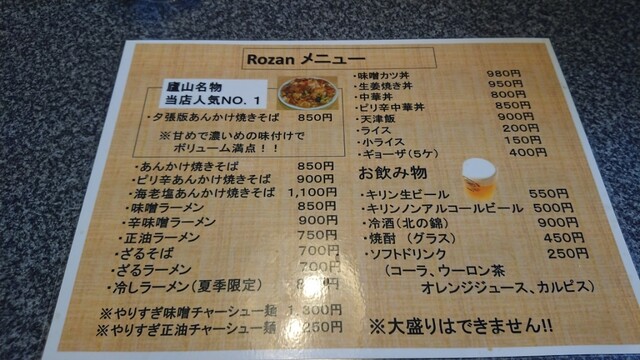 Rozan メニュー
廬山名物
当店人気NO.1
・夕張版あんかけ焼きそば 850円
※甘めで濃いめの味付けで
ボリューム満点!!
・あんかけ焼きそば 850円
・ピリ辛あんかけ焼きそば 900円
・海老塩あんかけ焼きそば 1,100円
・味噌ラーメン 850円
・辛味噌ラーメン 900円
・正油ラーメン 750円
・ざるそば 700円
・ざるラーメン 700円
・冷しラーメン(夏季限定) 円
※やりすぎ味噌チャーシュー麺 1,300円
※やりすぎ正油チャーシュー麺 250円
・味噌カツ丼 980円
・生姜焼き丼 950円
・中華丼 800円
・ピリ辛中華丼 850円
・天津飯 900円
・ライス 200円
・小ライス 150円
・ギョーザ(5ケ) 400円
お飲み物
・キリン生ビール 550円
・キリンノンアルコールビール 500円
・冷酒(北の錦) 900円
・焼酎 (グラス) 450円
・ソフトドリンク 250円
(コーラ、ウーロン茶
オレンジジュース、カルピス)
※大盛りはできません!!